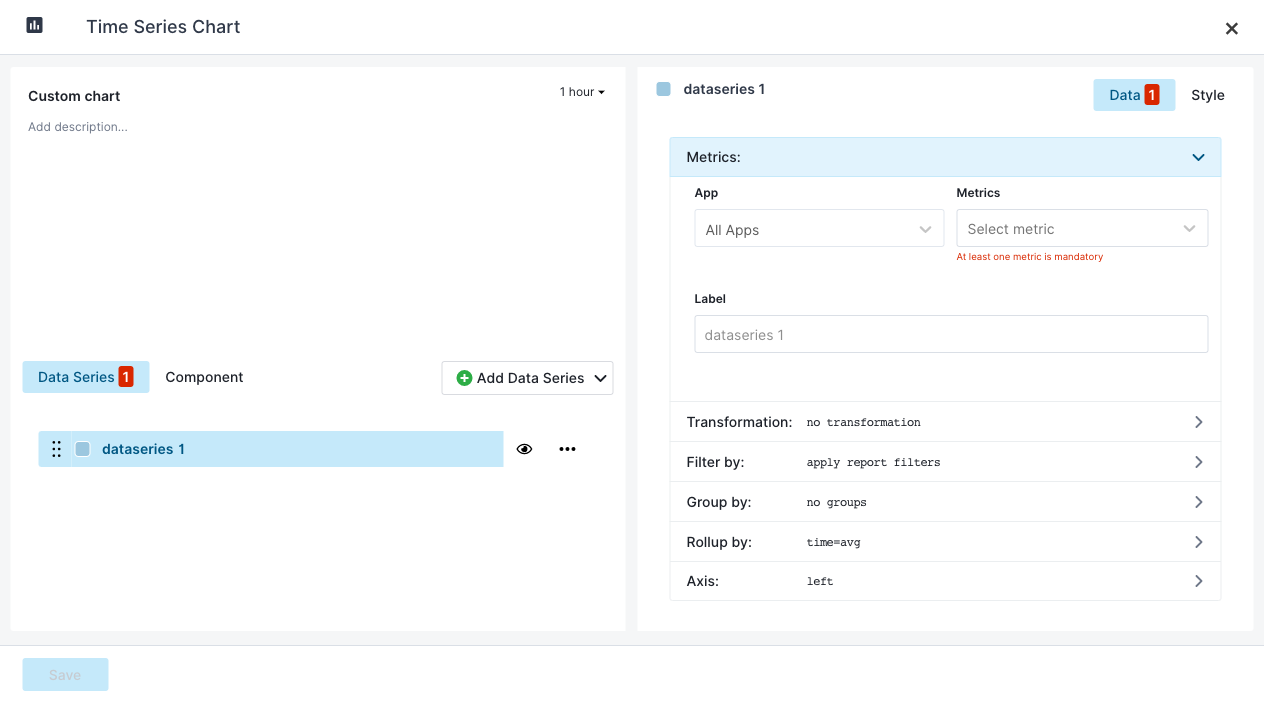 Time Series Chart
Custom chart
1 hour
Add description...
Data Series 1
Component
Add Data Series
dataseries 1
dataseries 1
Data 1
Style
Metrics:
App
Metrics
All Apps
Select metric
At least one metric is mandatory
Label
dataseries 1
Transformation: no transformation
Filter by: apply report filters
Group by: no groups
Rollup by: time=avg
Axis: left
Save